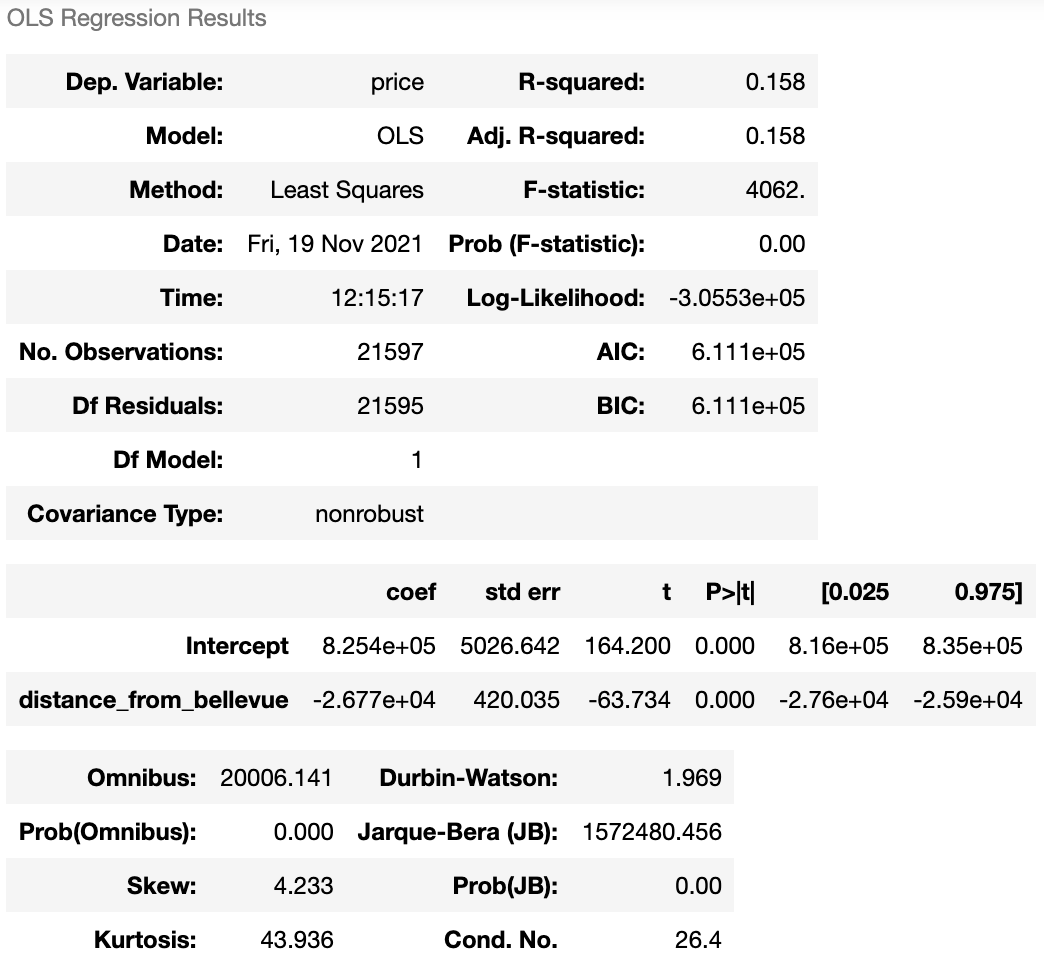 OLS Regression Results
Dep. Variable: price R-squared: 0.158
Model: OLS Adj. R-squared: 0.158
Method: Least Squares F-statistic: 4062.
Date: Fri, 19 Nov 2021 Prob (F-statistic): 0.00
Time: 12:15:17 Log-Likelihood: -3.0553e+05
No. Observations: 21597 AIC: 6.111e+05
Df Residuals: 21595 BIC: 6.111e+05
Df Model: 1
Covariance Type: nonrobust
coef std err t P>|t| [0.025 0.975]
Intercept 8.254e+05 5026.642 164.200 0.000 8.16e+05 8.35e+05
distance_from_bellevue -2.677e+04 420.035 -63.734 0.000 -2.76e+04 -2.59e+04
Omnibus: 20006.141 Durbin-Watson: 1.969
Prob(Omnibus): 0.000 Jarque-Bera (JB): 1572480.456
Skew: 4.233 Prob(JB): 0.00
Kurtosis: 43.936 Cond. No. 26.4